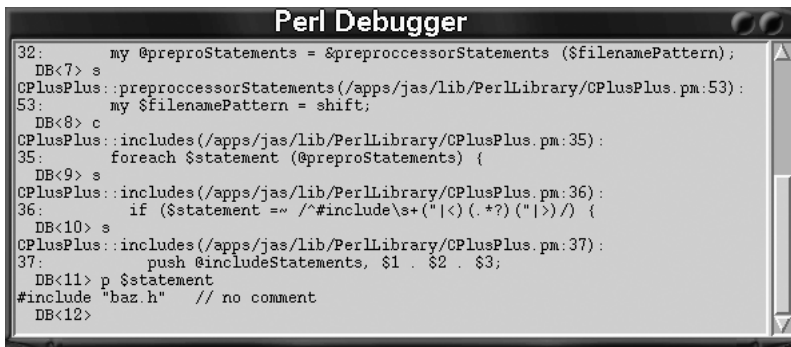 Perl Debugger
32:         my @preproStatements = &preproccessorStatements ($filenamePattern);
  DB<7> s
CPlusPlus::preproccessorStatements(/apps/jas/lib/PerlLibrary/CPlusPlus.pm:53):
53:         my $filenamePattern = shift;
  DB<8> c
CPlusPlus::includes(/apps/jas/lib/PerlLibrary/CPlusPlus.pm:35):
35:         foreach $statement (@preproStatements) {
  DB<9> s
CPlusPlus::includes(/apps/jas/lib/PerlLibrary/CPlusPlus.pm:36):
36:           if ($statement =~ /^#include\s+("|<)(.*?)("|>)/) {
  DB<10> s
CPlusPlus::includes(/apps/jas/lib/PerlLibrary/CPlusPlus.pm:37):
37:             push @includeStatements, $1 . $2 . $3;
  DB<11> p $statement
#include "baz.h"   // no comment
  DB<12>